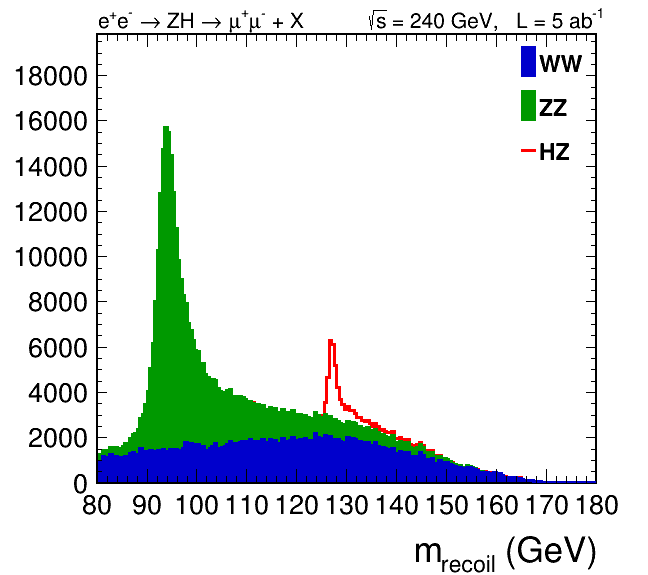 e⁺e⁻ → ZH → μ⁺μ⁻ + X √s = 240 GeV, L = 5 ab⁻¹
WW
ZZ
HZ
18000
16000
14000
12000
10000
8000
6000
4000
2000
0
80 90 100 110 120 130 140 150 160 170 180
m_recoil (GeV)